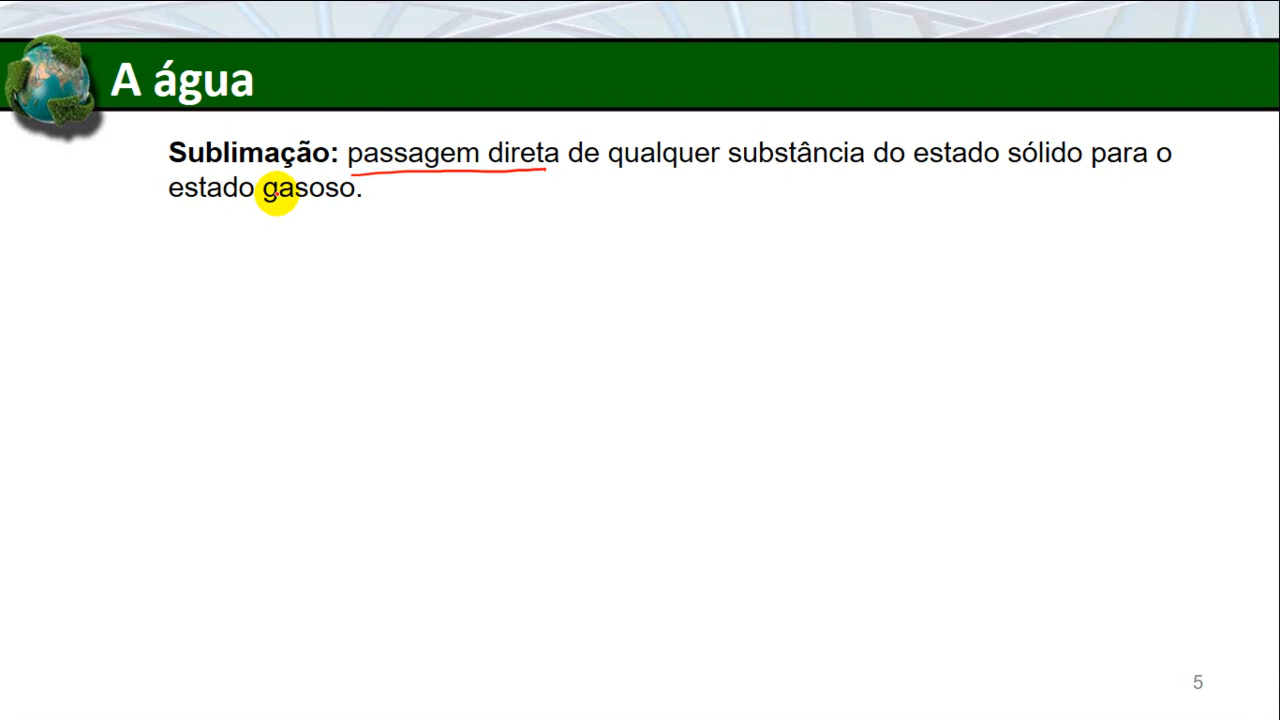 A água
Sublimação: passagem direta de qualquer substância do estado sólido para o
estado gasoso.
5